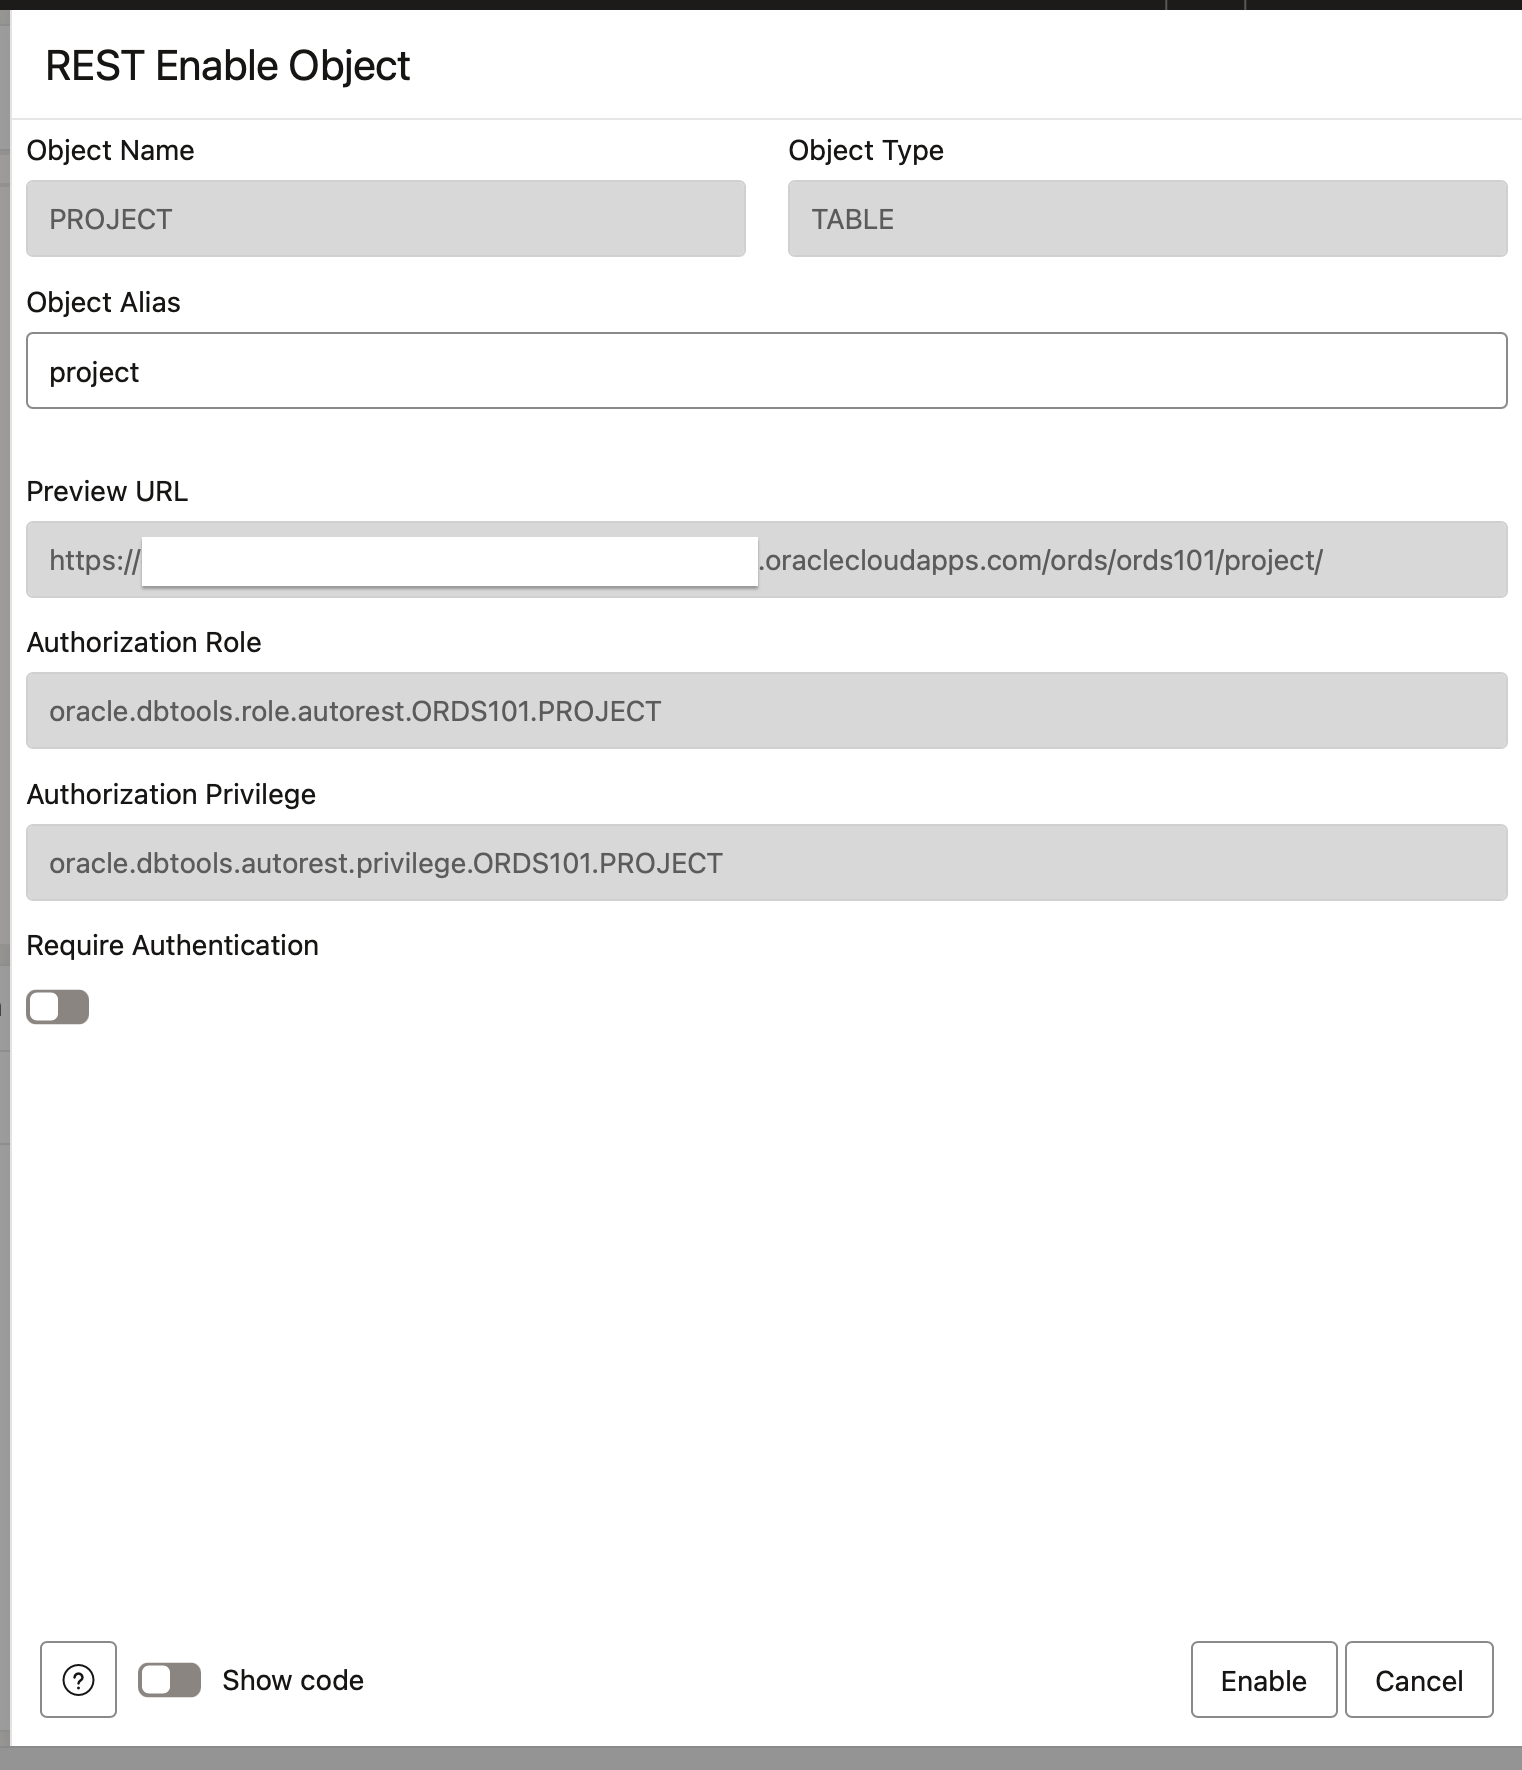 REST Enable Object
Object Name
Object Type
PROJECT
TABLE
Object Alias
project
Preview URL
https:// .oraclecloudapps.com/ords/ords101/project/
Authorization Role
oracle.dbtools.role.autorest.ORDS101.PROJECT
Authorization Privilege
oracle.dbtools.autorest.privilege.ORDS101.PROJECT
Require Authentication
?
Show code
Enable
Cancel